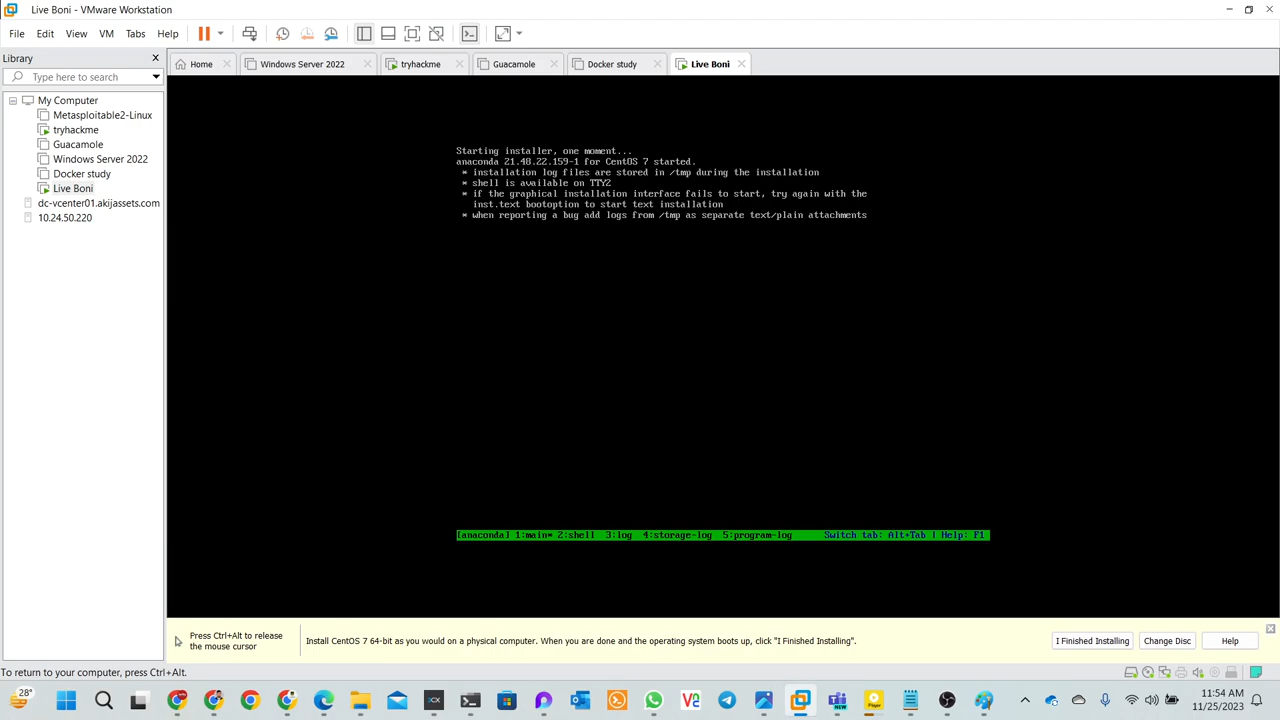 Live Boni - VMware Workstation
File Edit View VM Tabs Help
Library
Type here to search
My Computer
Metasploitable2-Linux
tryhackme
Guacamole
Windows Server 2022
Docker study
Live Boni
dc-vcenter01.akijassets.com
10.24.50.220
Home Windows Server 2022 tryhackme Guacamole Docker study Live Boni
Starting installer, one moment...
anaconda 21.48.22.159-1 for CentOS 7 started.
* installation log files are stored in /tmp during the installation
* shell is available on TTY2
* if the graphical installation interface fails to start, try again with the
inst.text bootoption to start text installation
* when reporting a bug add logs from /tmp as separate text/plain attachments
[anaconda] 1:main* 2:shell 3:log 4:storage-log 5:program-log Switch tab: Alt+Tab | Help: F1
Press Ctrl+Alt to release
the mouse cursor
Install CentOS 7 64-bit as you would on a physical computer. When you are done and the operating system boots up, click "I Finished Installing".
I Finished Installing Change Disc Help
To return to your computer, press Ctrl+Alt.
28°
NEW
Player
11:54 AM
11/25/2023